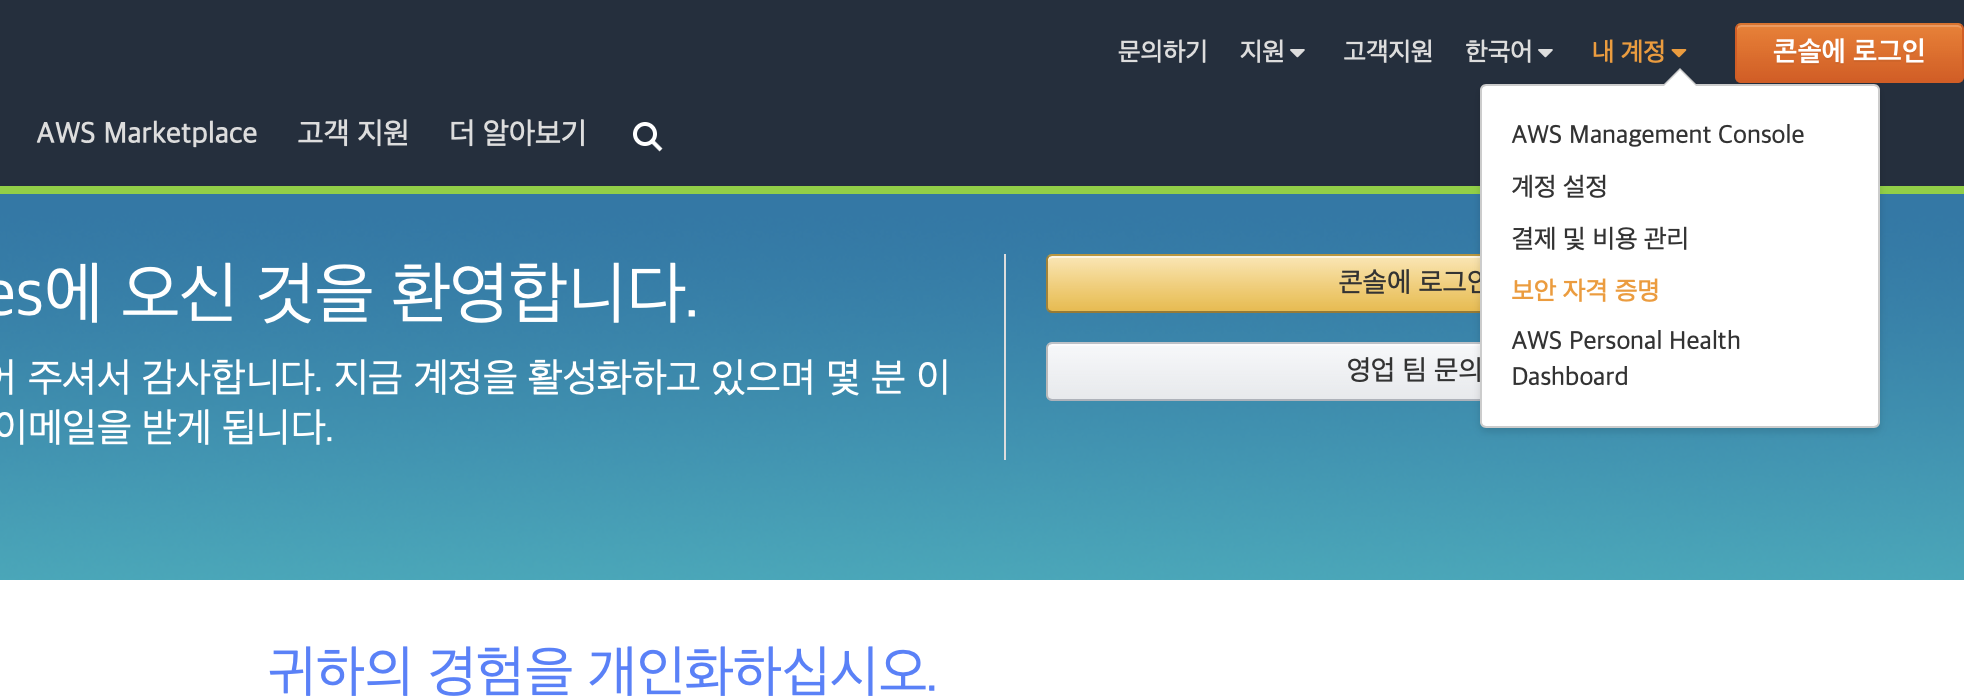 문의하기 지원 고객지원 한국어 내 계정 콘솔에 로그인
AWS Marketplace 고객 지원 더 알아보기
AWS Management Console
계정 설정
결제 및 비용 관리
보안 자격 증명
AWS Personal Health
Dashboard
es에 오신 것을 환영합니다.
주셔서 감사합니다. 지금 계정을 활성화하고 있으며 몇 분 이
이메일을 받게 됩니다.
콘솔에 로그인
영업 팀 문의
귀하의 경험을 개인화하십시오.